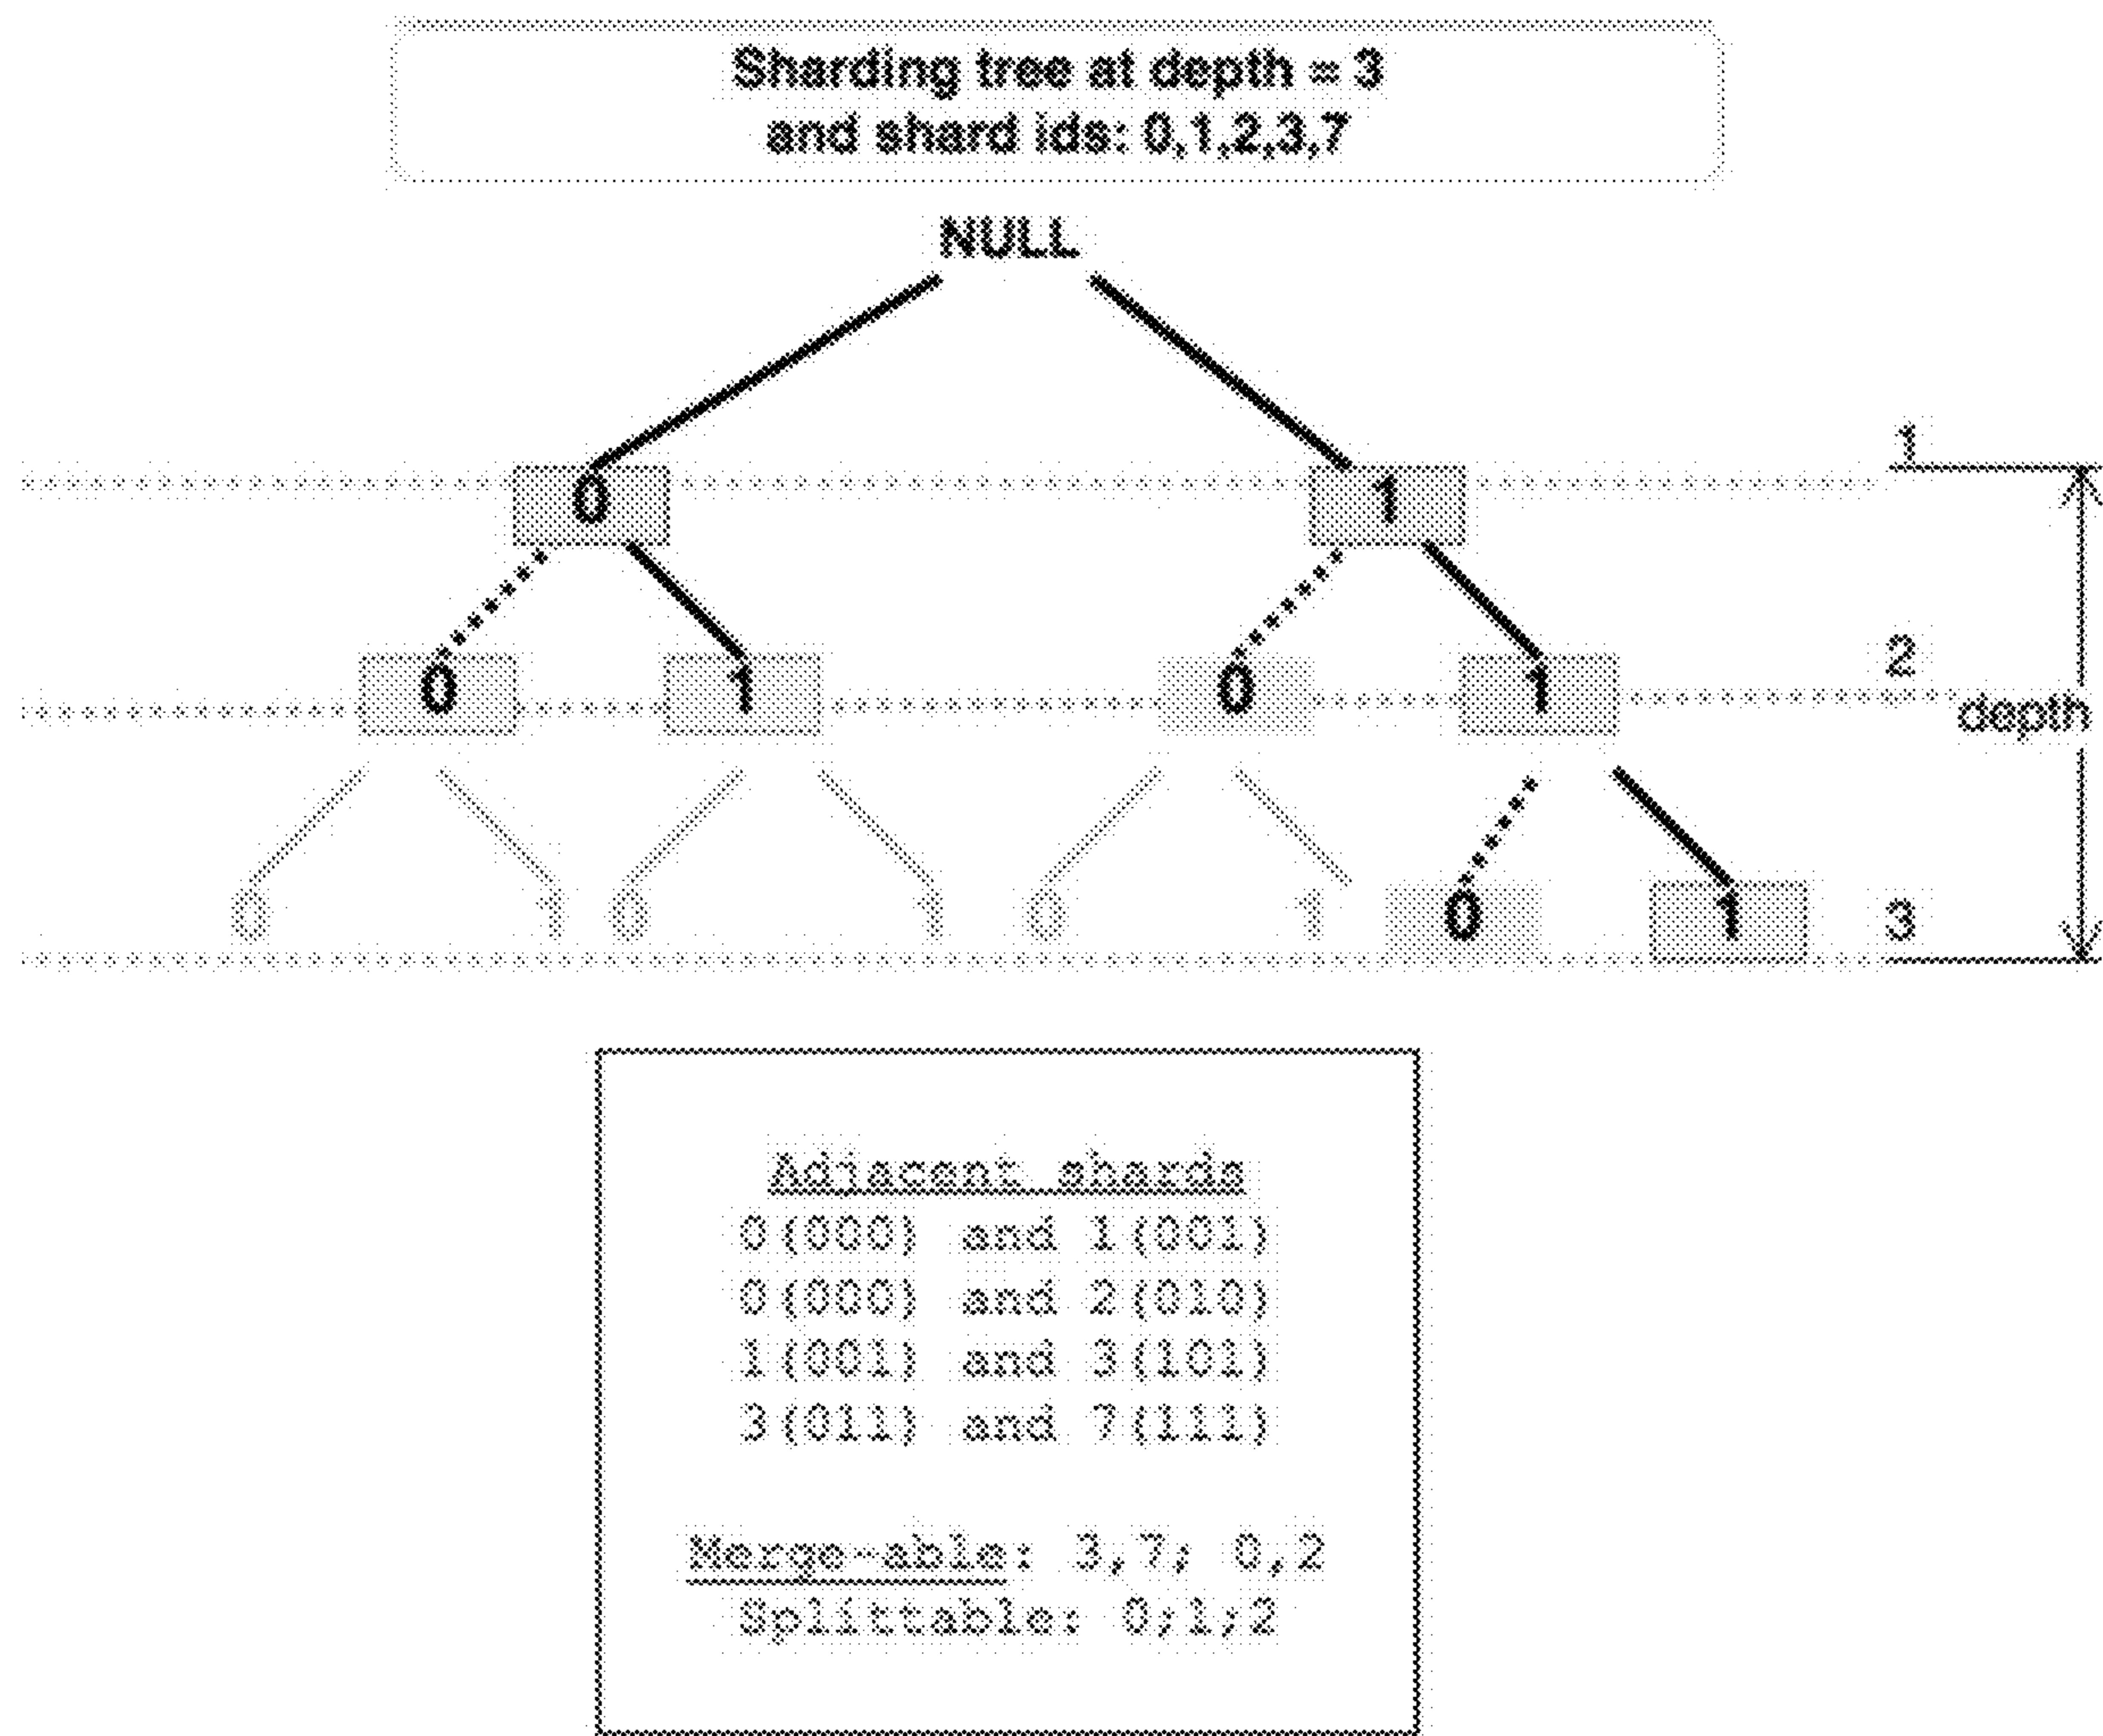 Sharding tree at depth = 3
and shard ids: 0,1,2,3,7
NULL
1
0 1
2
0 1 0 1
depth
0 1 0 1 0 1 0 1 3
Adjacent shards
0(000) and 1(001)
0(000) and 2(010)
1(001) and 3(101)
3(011) and 7(111)
Merge-able: 3,7; 0,2
Splittable: 0;1;2